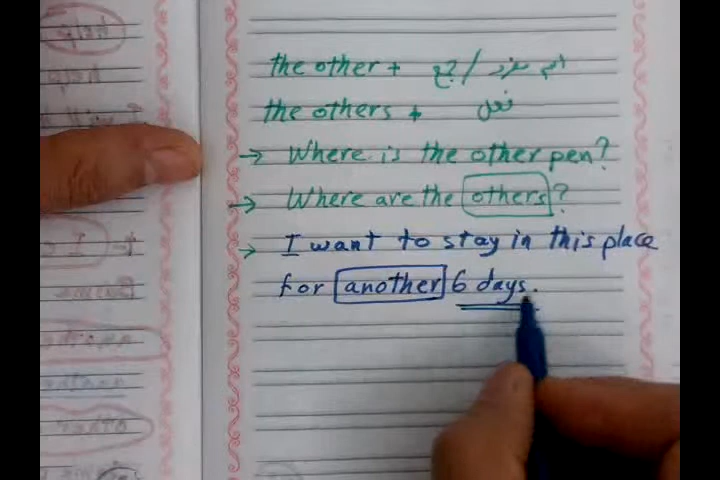 the other + اسم مفرد / جمع
the others + فعل
→ Where is the other pen?
→ Where are the others?
→ I want to stay in this place
for another 6 days.